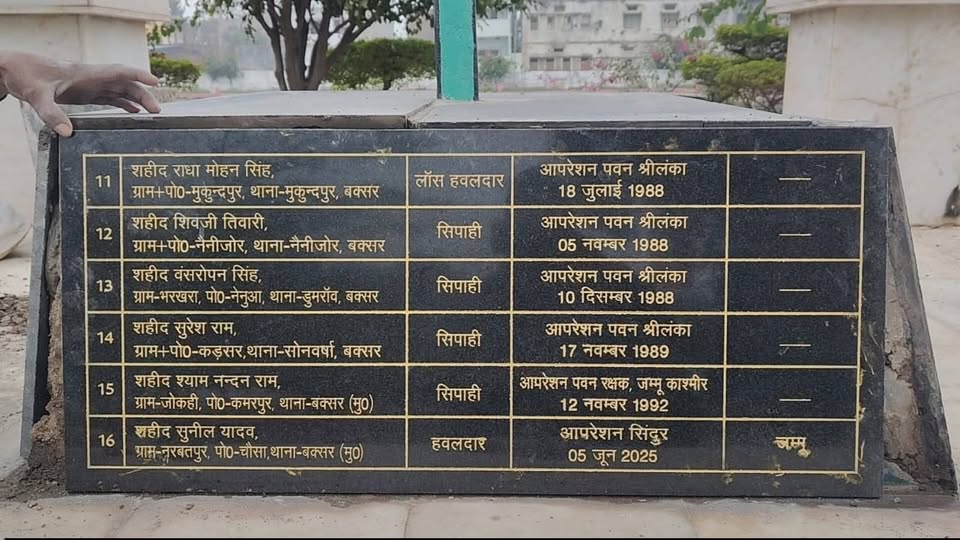 11 शहीद राधा मोहन सिंह, लॉस हवलदार आपरेशन पवन श्रीलंका —
ग्राम+पो0-मुकुन्दपुर, थाना-मुकुन्दपुर, बक्सर 18 जुलाई 1988
12 शहीद शिवजी तिवारी, सिपाही आपरेशन पवन श्रीलंका —
ग्राम+पो0-नैनीजोर, थाना-नैनीजोर, बक्सर 05 नवम्बर 1988
13 शहीद वंसरोपन सिंह, सिपाही आपरेशन पवन श्रीलंका —
ग्राम-भरखरा, पो0-नेनुआ, थाना-डुमरॉव, बक्सर 10 दिसम्बर 1988
14 शहीद सुरेश राम, सिपाही आपरेशन पवन श्रीलंका —
ग्राम+पो0-कड़सर,थाना-सोनवर्षा, बक्सर 17 नवम्बर 1989
15 शहीद श्याम नन्दन राम, सिपाही आपरेशन पवन रक्षक, जम्मू काश्मीर —
ग्राम-जोकही, पो0-कमरपुर, थाना-बक्सर (मु0) 12 नवम्बर 1992
16 शहीद सुनील यादव, हवलदार आपरेशन सिंदुर जम्मू
ग्राम-नरबतपुर, पो0-चौसा,थाना-बक्सर (मु0) 05 जून 2025